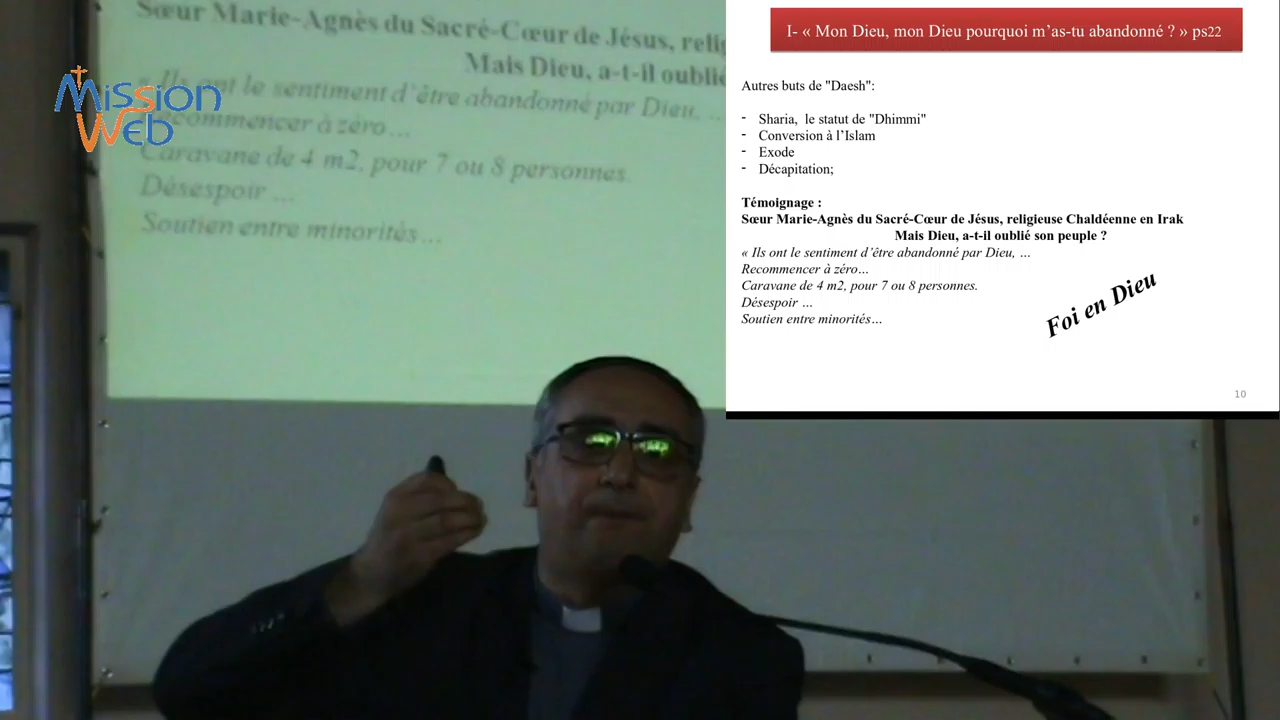 Sœur Marie-Agnès du Sacré-Cœur de Jésus, relig
Mais Dieu, a-t-il oublié
« Ils ont le sentiment d'être abandonné par Dieu, ...
Recommencer à zéro...
Caravane de 4 m2, pour 7 ou 8 personnes.
Désespoir ...
Soutien entre minorités...
Mission
Web
I- « Mon Dieu, mon Dieu pourquoi m'as-tu abandonné ? » ps22
Autres buts de "Daesh":
- Sharia, le statut de "Dhimmi"
- Conversion à l'Islam
- Exode
- Décapitation;
Témoignage :
Sœur Marie-Agnès du Sacré-Cœur de Jésus, religieuse Chaldéenne en Irak
Mais Dieu, a-t-il oublié son peuple ?
« Ils ont le sentiment d'être abandonné par Dieu, ...
Recommencer à zéro...
Caravane de 4 m2, pour 7 ou 8 personnes.
Désespoir ...
Soutien entre minorités...
Foi en Dieu
10